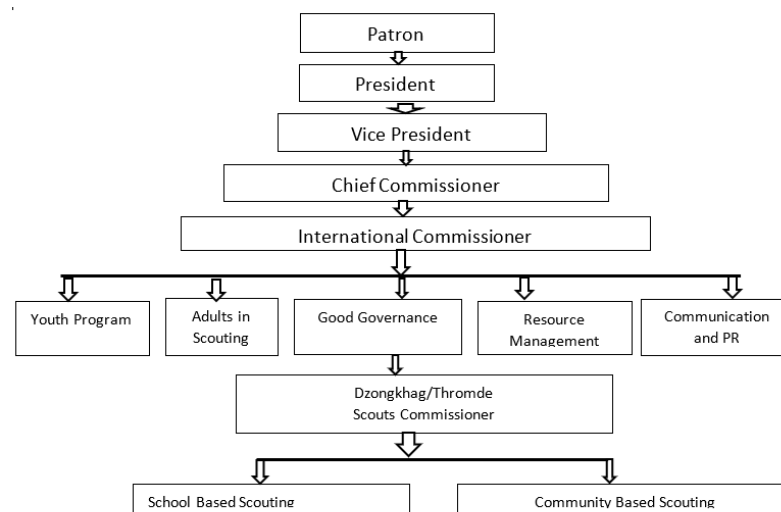 Patron
President
Vice President
Chief Commissioner
International Commissioner
Youth Program
Adults in
Scouting
Good Governance
Resource
Management
Communication
and PR
Dzongkhag/Thromde
Scouts Commissioner
School Based Scouting
Community Based Scouting